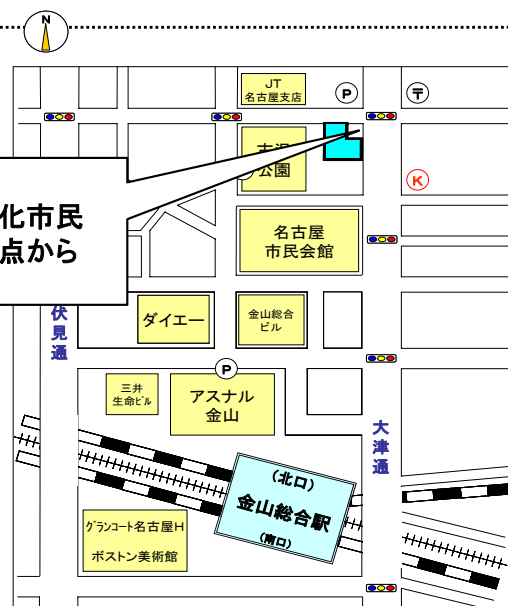 N
JT
名古屋支店
P
〒
公園
K
化市民
点から
名古屋
市民会館
伏見通
ダイエー
金山総合
ビル
P
三井
生命ビル
アスナル
金山
大津通
(北口)
金山総合駅
(南口)
グランコート名古屋H
ボストン美術館